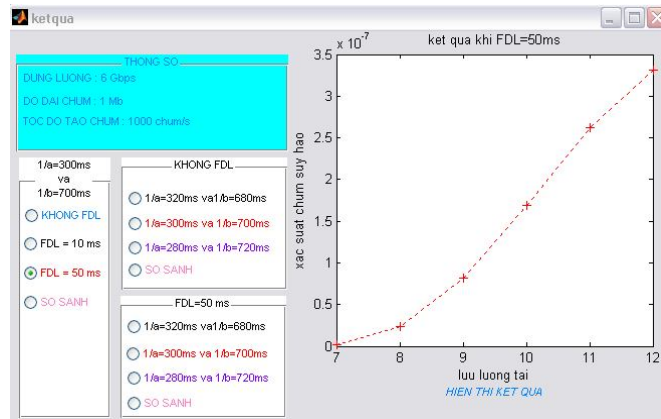 ketqua
THONG SO
DUNG LUONG : 6 Gbps
DO DAI CHUM : 1 Mb
TOC DO TAO CHUM : 1000 chum/s
1/a=300ms
va
1/b=700ms
KHONG FDL
FDL = 10 ms
FDL = 50 ms
SO SANH
KHONG FDL
1/a=320ms va1/b=680ms
1/a=300ms va 1/b=700ms
1/a=280ms va 1/b=720ms
SO SANH
FDL=50 ms
1/a=320ms va1/b=680ms
1/a=300ms va 1/b=700ms
1/a=280ms va 1/b=720ms
SO SANH
x 10^-7
ket qua khi FDL=50ms
3.5
3
2.5
2
1.5
1
0.5
0
xac suat chum suy hao
7 8 9 10 11 12
luu luong tai
HIEN THI KET QUA